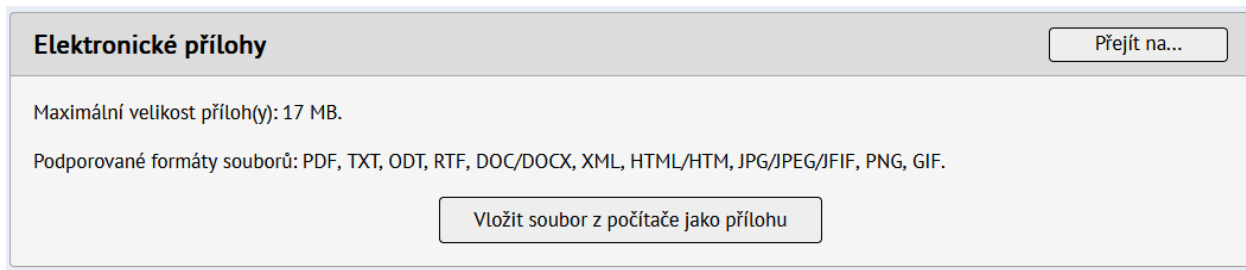 Elektronické přílohy
Přejít na...
Maximální velikost příloh(y): 17 MB.
Podporované formáty souborů: PDF, TXT, ODT, RTF, DOC/DOCX, XML, HTML/HTM, JPG/JPEG/JFIF, PNG, GIF.
Vložit soubor z počítače jako přílohu